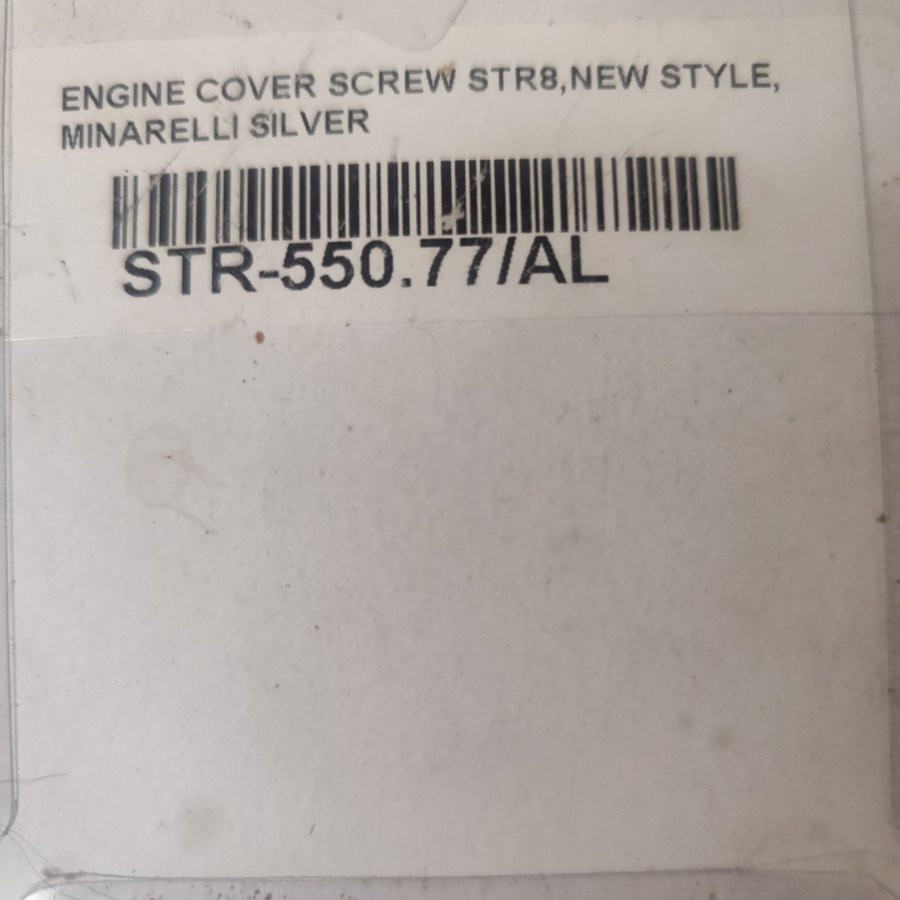 ENGINE COVER SCREW STR8,NEW STYLE,
MINARELLI SILVER
STR-550.77/AL